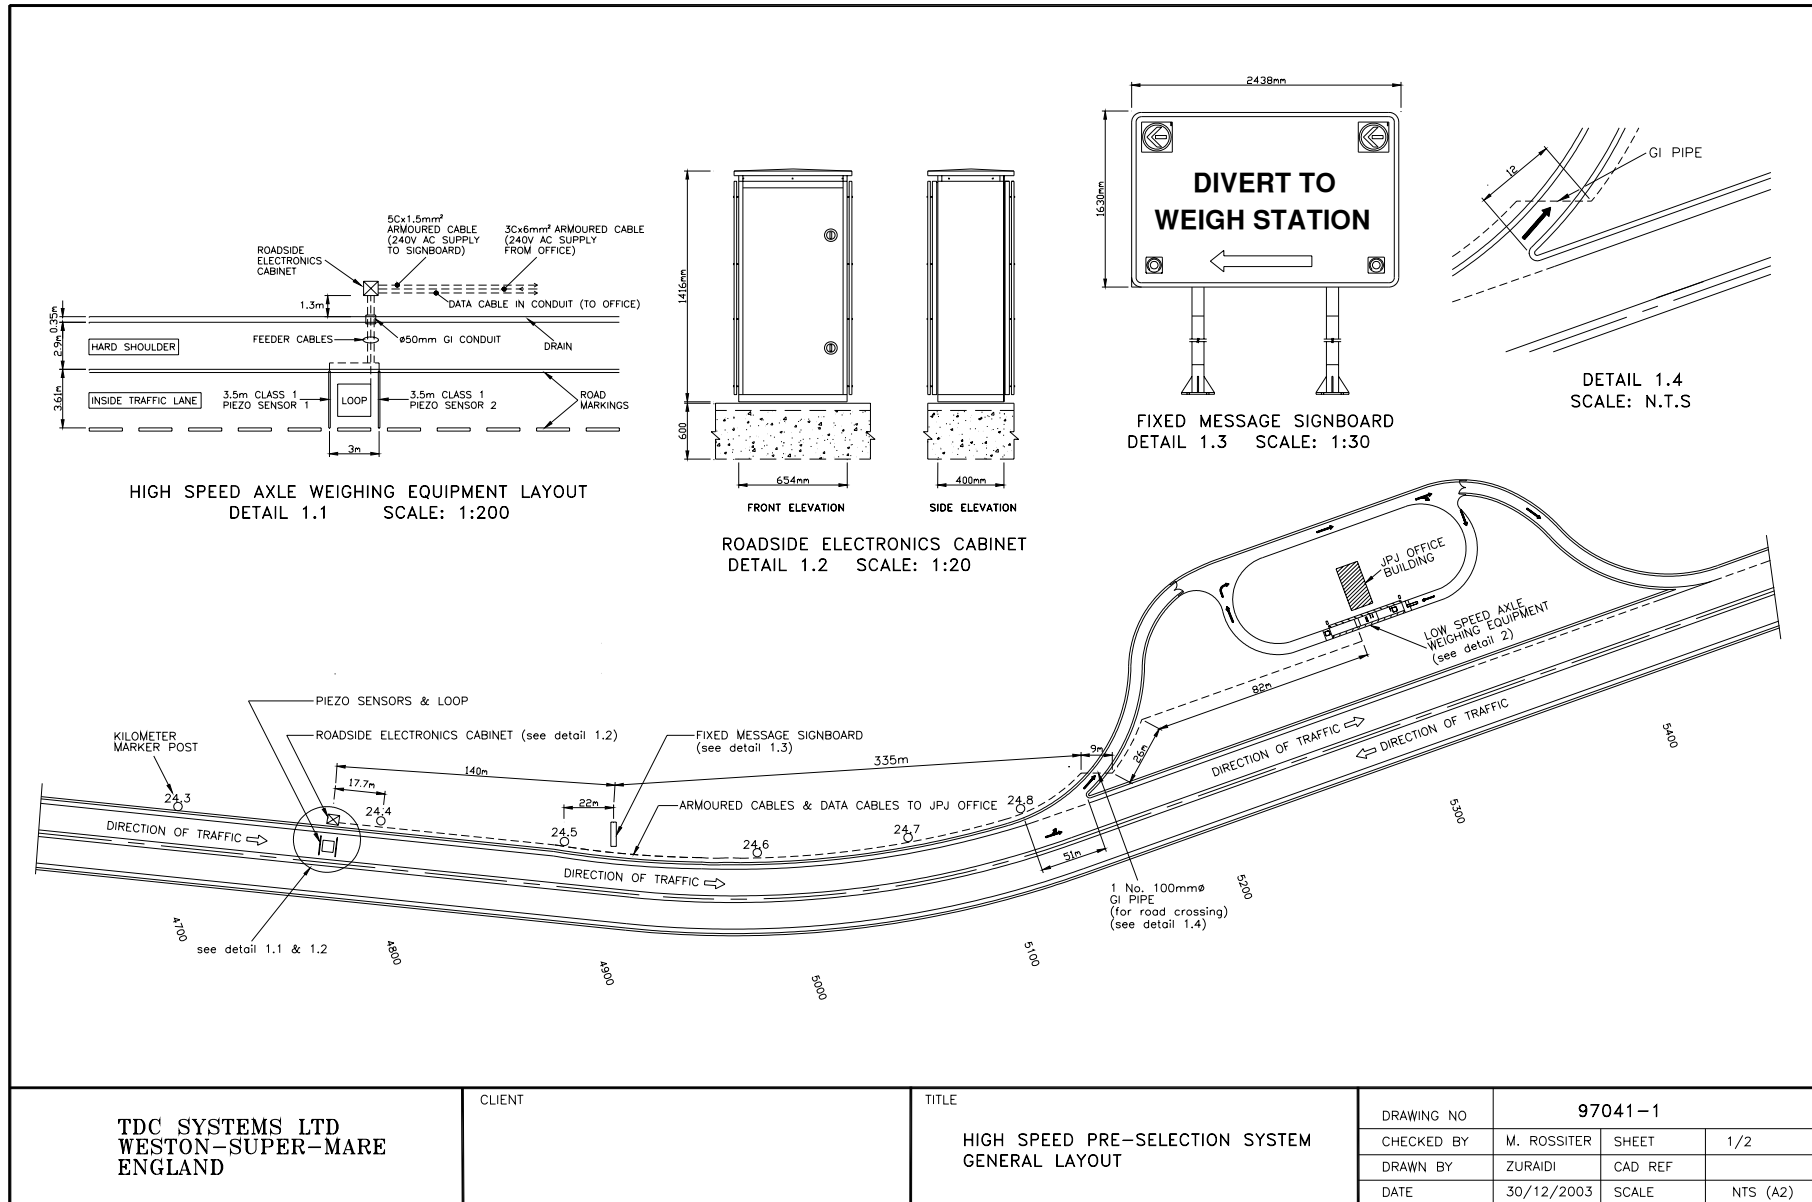 2438mm
1630mm
DIVERT TO
WEIGH STATION
FIXED MESSAGE SIGNBOARD
DETAIL 1.3 SCALE: 1:30
12
GI PIPE
DETAIL 1.4
SCALE: N.T.S
5Cx1.5mm²
ARMOURED CABLE
(240V AC SUPPLY
TO SIGNBOARD)
3Cx6mm² ARMOURED CABLE
(240V AC SUPPLY
FROM OFFICE)
ROADSIDE
ELECTRONICS
CABINET
1.3m
DATA CABLE IN CONDUIT (TO OFFICE)
0.35m
2.9m
3.61m
HARD SHOULDER
FEEDER CABLES
ø50mm GI CONDUIT
DRAIN
INSIDE TRAFFIC LANE
3.5m CLASS 1
PIEZO SENSOR 1
LOOP
3.5m CLASS 1
PIEZO SENSOR 2
ROAD
MARKINGS
3m
HIGH SPEED AXLE WEIGHING EQUIPMENT LAYOUT
DETAIL 1.1 SCALE: 1:200
1416mm
600
654mm
400mm
FRONT ELEVATION
SIDE ELEVATION
ROADSIDE ELECTRONICS CABINET
DETAIL 1.2 SCALE: 1:20
JPJ OFFICE
BUILDING
LOW SPEED AXLE
WEIGHING EQUIPMENT
(see detail 2)
82m
PIEZO SENSORS & LOOP
KILOMETER
MARKER POST
ROADSIDE ELECTRONICS CABINET (see detail 1.2)
FIXED MESSAGE SIGNBOARD
(see detail 1.3)
140m
335m
9m
26m
17.7m
22m
24.3
24.4
24.5
24.6
24.7
24.8
ARMOURED CABLES & DATA CABLES TO JPJ OFFICE
DIRECTION OF TRAFFIC
DIRECTION OF TRAFFIC
DIRECTION OF TRAFFIC
DIRECTION OF TRAFFIC
51m
1 No. 100mmø
GI PIPE
(for road crossing)
(see detail 1.4)
see detail 1.1 & 1.2
4700
4800
4900
5000
5100
5200
5300
5400
TDC SYSTEMS LTD
WESTON-SUPER-MARE
ENGLAND
CLIENT
TITLE
HIGH SPEED PRE-SELECTION SYSTEM
GENERAL LAYOUT
DRAWING NO 97041-1
CHECKED BY M. ROSSITER SHEET 1/2
DRAWN BY ZURAIDI CAD REF
DATE 30/12/2003 SCALE NTS (A2)